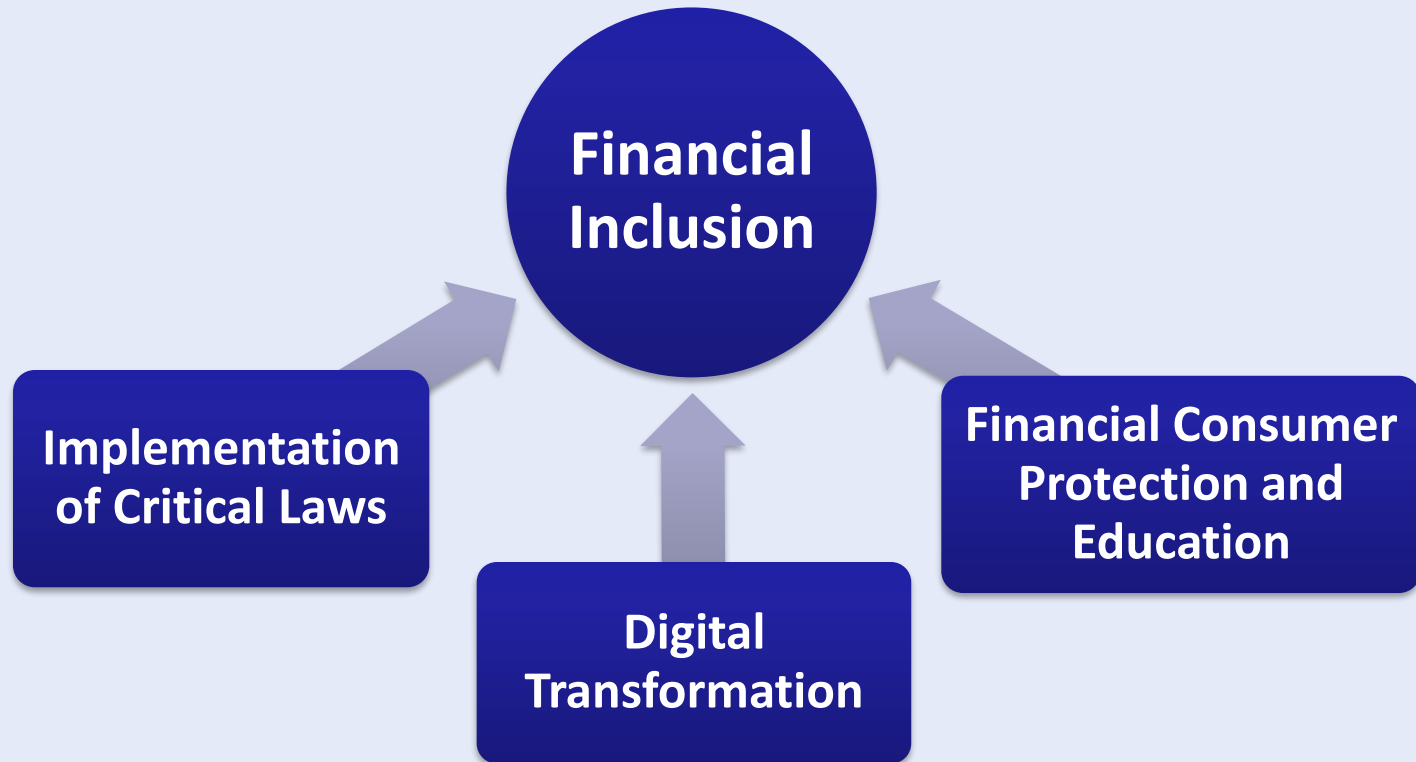 Financial
Inclusion
Implementation
of Critical Laws
Digital
Transformation
Financial Consumer
Protection and
Education